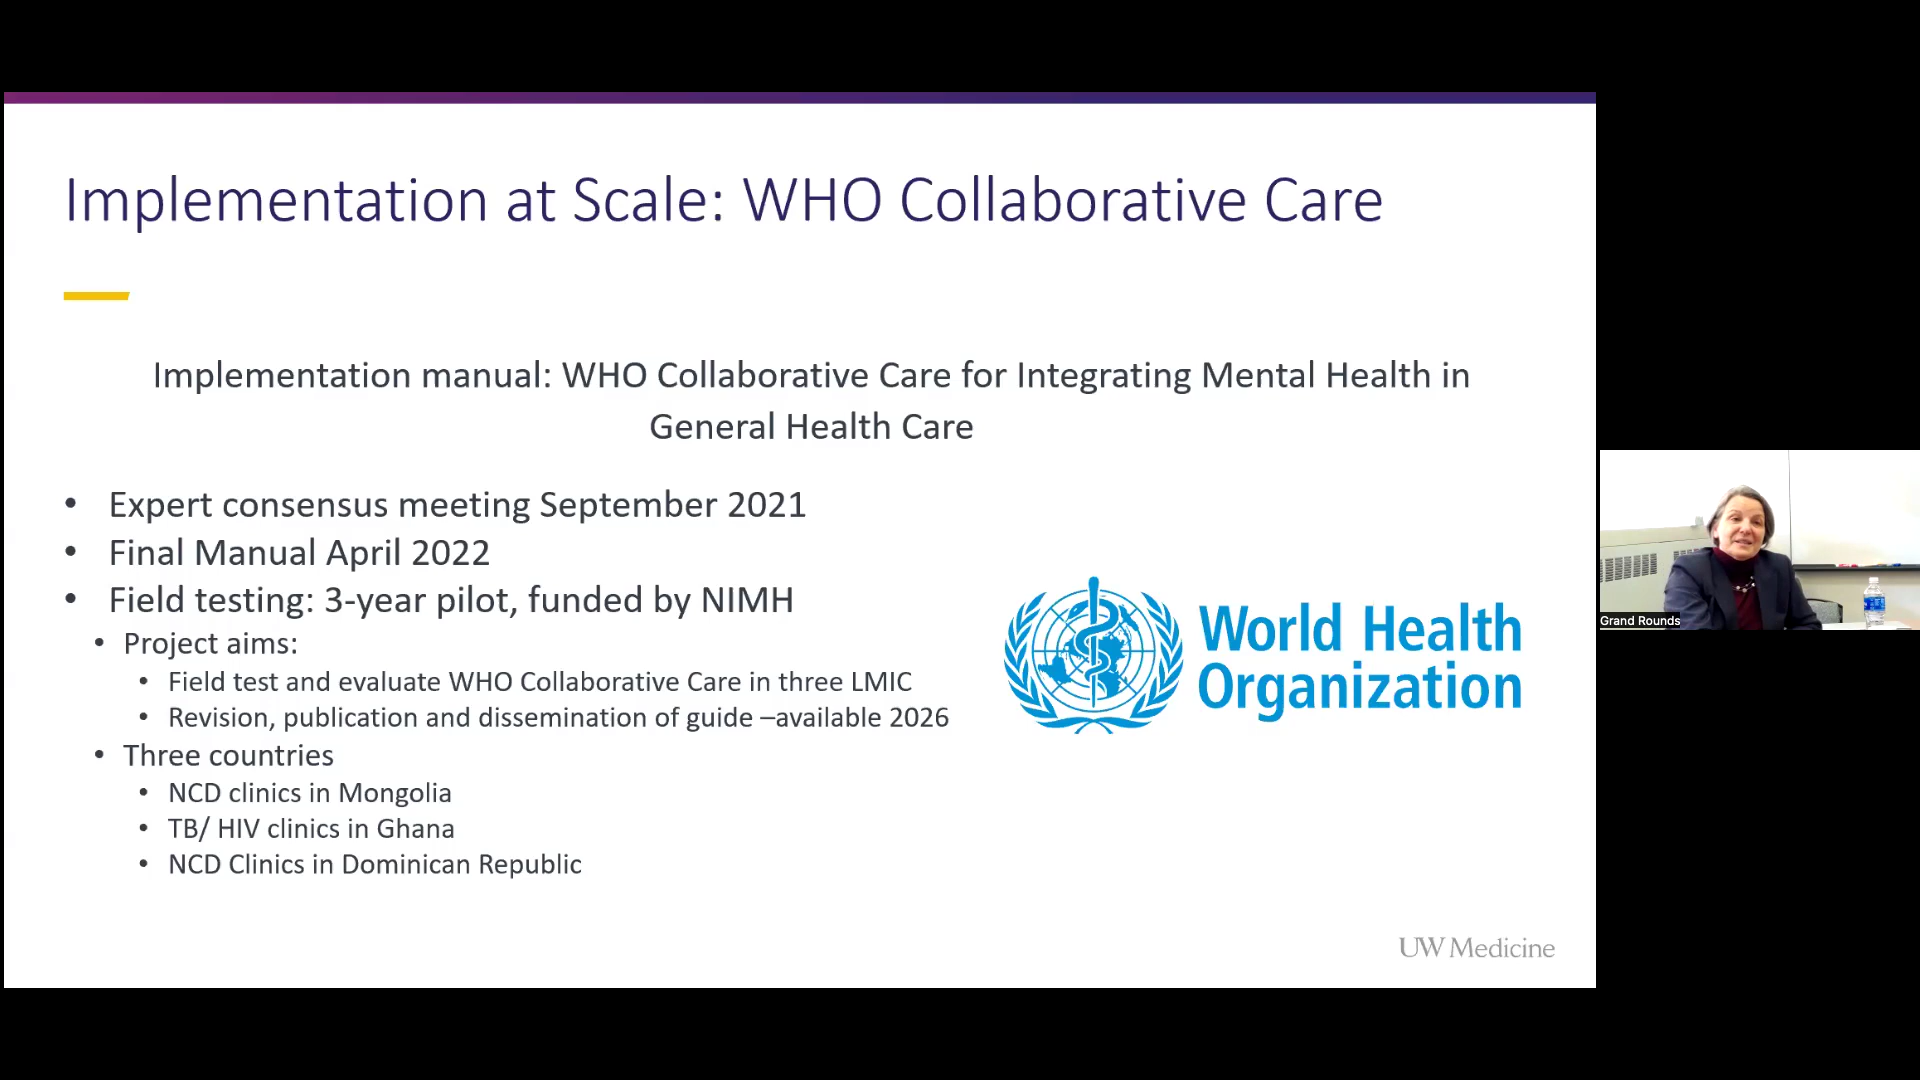 Implementation at Scale: WHO Collaborative Care
Implementation manual: WHO Collaborative Care for Integrating Mental Health in
General Health Care
• Expert consensus meeting September 2021
• Final Manual April 2022
• Field testing: 3-year pilot, funded by NIMH
• Project aims:
• Field test and evaluate WHO Collaborative Care in three LMIC
• Revision, publication and dissemination of guide –available 2026
• Three countries
• NCD clinics in Mongolia
• TB/ HIV clinics in Ghana
• NCD Clinics in Dominican Republic
World Health
Organization
UW Medicine
Grand Rounds